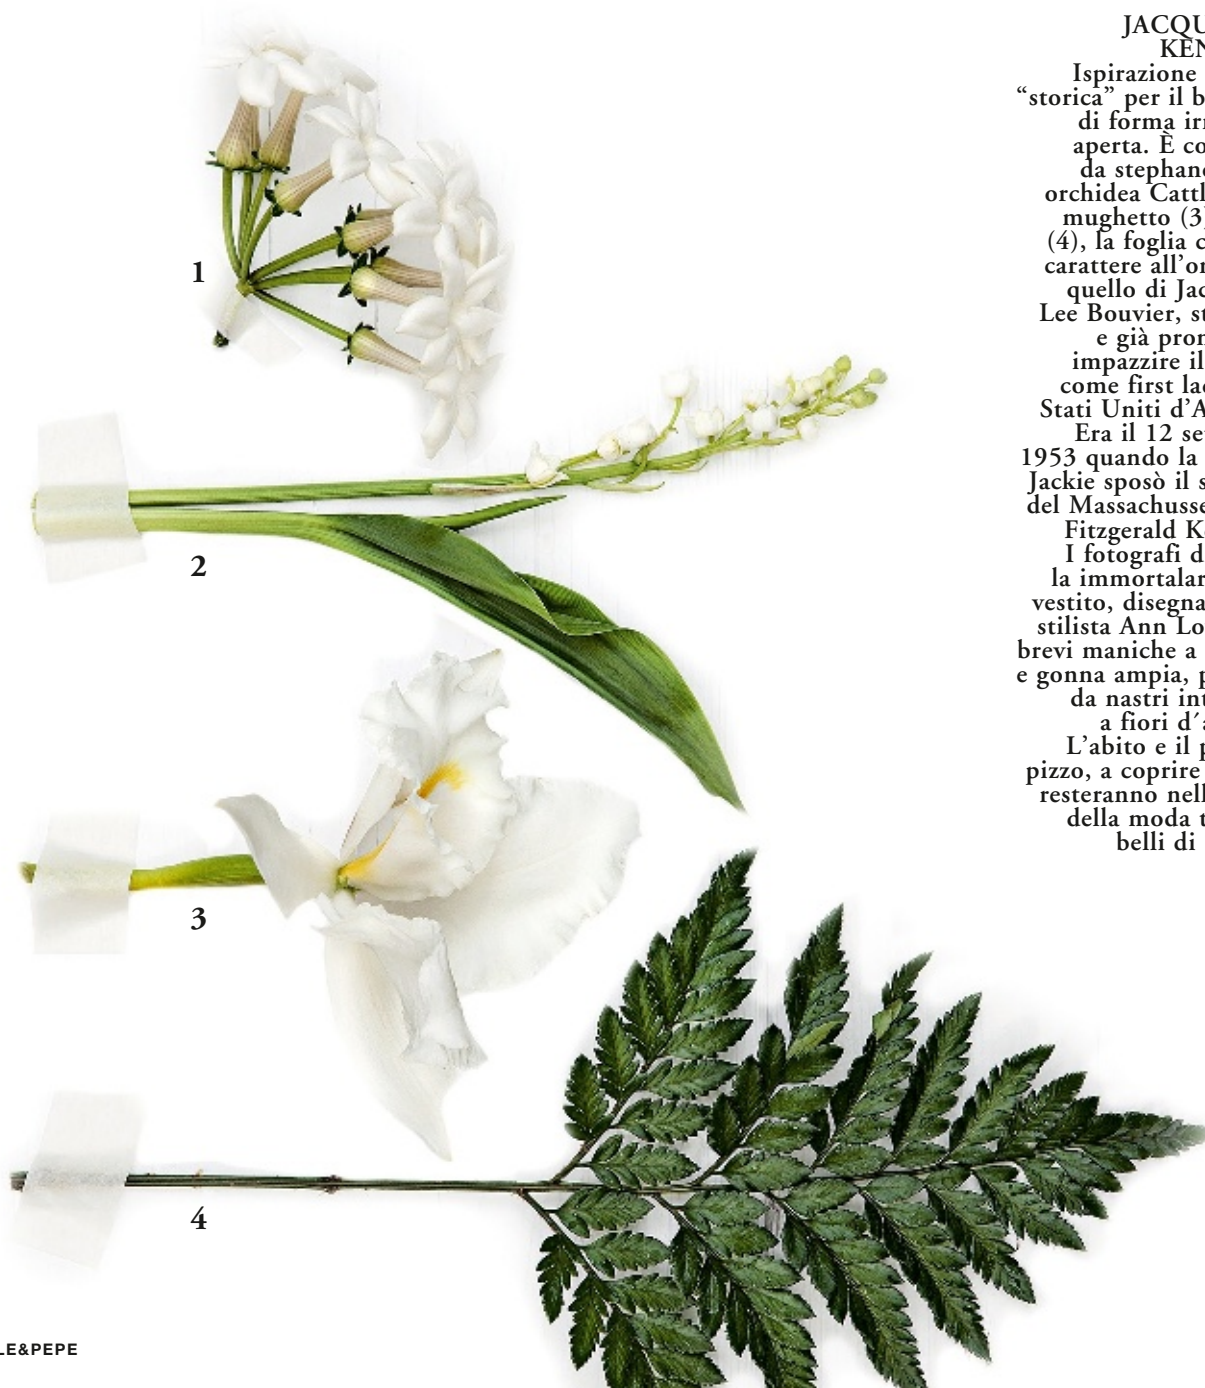 JACQU
KEN
Ispirazione
“storica” per il b
di forma irr
aperta. È co
da stephano
orchidea Cattl
mughetto (3)
(4), la foglia c
carattere all’or
quello di Jac
Lee Bouvier, st
e già pron
impazzire il
come first lad
Stati Uniti d’A
Era il 12 set
1953 quando la
Jackie sposò il s
del Massachusse
Fitzgerald Ke
I fotografi d
la immortalar
vestito, disegna
stilista Ann Lo
brevi maniche a
e gonna ampia, p
da nastri int
a fiori d´a
L’abito e il p
pizzo, a coprire
resteranno nell
della moda t
belli di
1
2
3
4
LE&PEPE